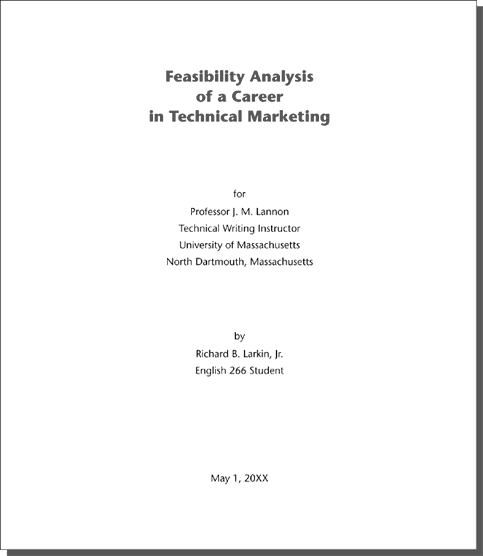 Feasibility Analysis
of a Career
in Technical Marketing
for
Professor J. M. Lannon
Technical Writing Instructor
University of Massachusetts
North Dartmouth, Massachusetts
by
Richard B. Larkin, Jr.
English 266 Student
May 1, 20XX